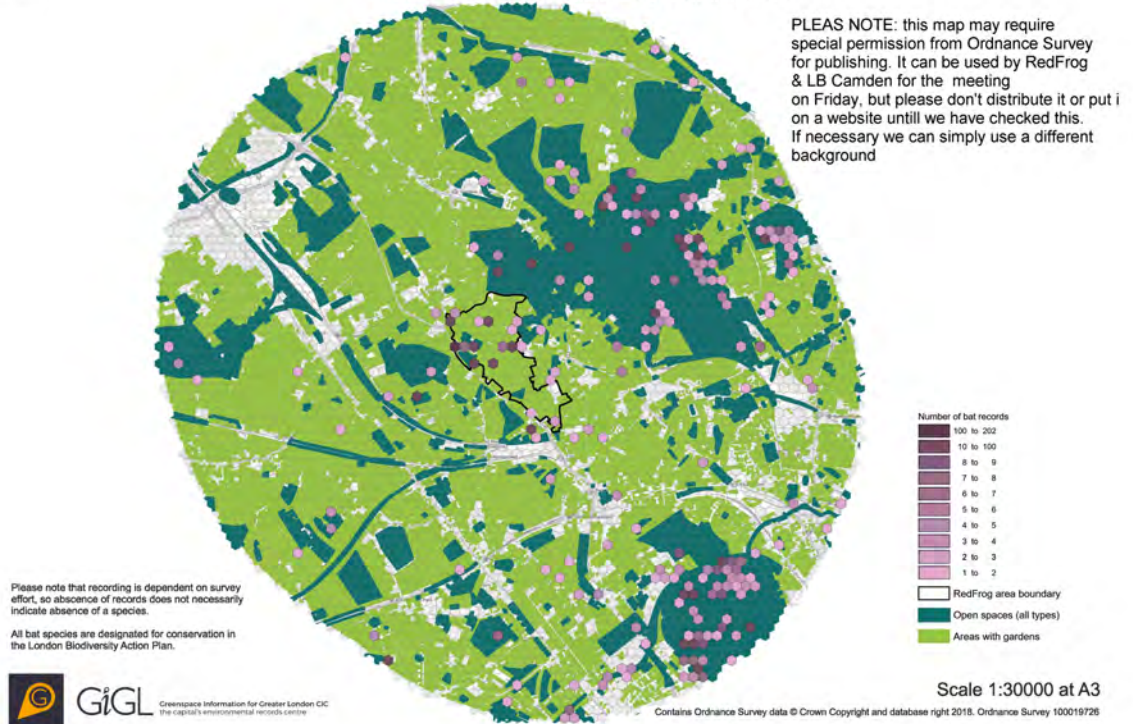 PLEAS NOTE: this map may require
special permission from Ordnance Survey
for publishing. It can be used by RedFrog
& LB Camden for the  meeting
on Friday, but please don't distribute it or put i
on a website untill we have checked this.
If necessary we can simply use a different
background
Number of bat records
100 to 202
10 to 100
8 to 9
7 to 8
6 to 7
5 to 6
4 to 5
3 to 4
2 to 3
1 to 2
RedFrog area boundary
Open spaces (all types)
Areas with gardens
Please note that recording is dependent on survey
effort, so abscence of records does not necessarily
indicate absence of a species.
All bat species are designated for conservation in
the London Biodiversity Action Plan.
G
GiGL
Greenspace Information for Greater London CIC
the capital's environmental records centre
Scale 1:30000 at A3
Contains Ordnance Survey data © Crown Copyright and database right 2018. Ordnance Survey 100019726